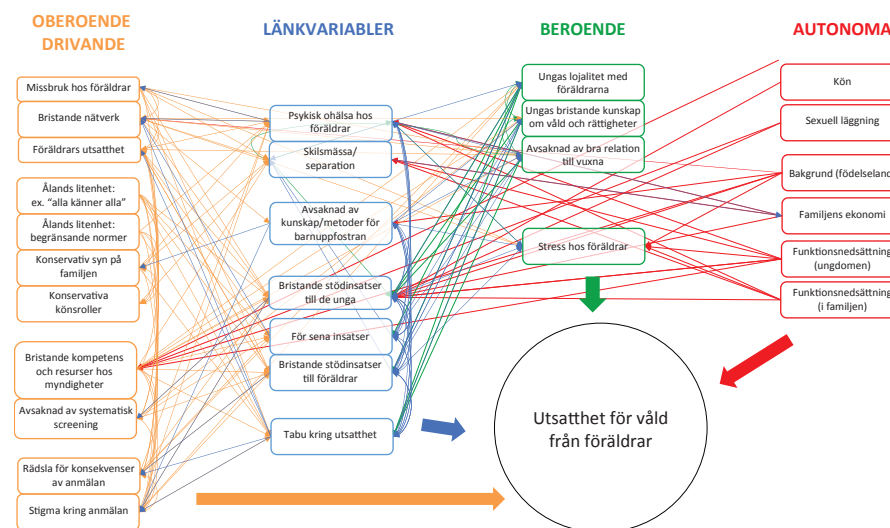 OBEROENDE
DRIVANDE
LÄNKVARIABLER
BEROENDE
AUTONOMA
Missbruk hos föräldrar
Bristande nätverk
Föräldrars utsatthet
Ålands litenhet:
ex. "alla känner alla"
Ålands litenhet:
begränsande normer
Konservativ syn på
familjen
Konservativa
könsroller
Bristande kompetens
och resurser hos
myndigheter
Avsaknad av systematisk
screening
Rädsla för konsekvenser
av anmälan
Stigma kring anmälan
Psykisk ohälsa hos
föräldrar
Skilsmässa/
separation
Avsaknad av
kunskap/metoder för
barnuppfostran
Bristande stödinsatser
till de unga
För sena insatser
Bristande stödinsatser
till föräldrar
Tabu kring utsatthet
Ungas lojalitet med
föräldrarna
Ungas bristande kunskap
om våld och rättigheter
Avsaknad av bra relation
till vuxna
Stress hos föräldrar
Kön
Sexuell läggning
Bakgrund (födelseland
Familjens ekonomi
Funktionsnedsättning
(ungdomen)
Funktionsnedsättning
(i familjen)
Utsatthet för våld
från föräldrar